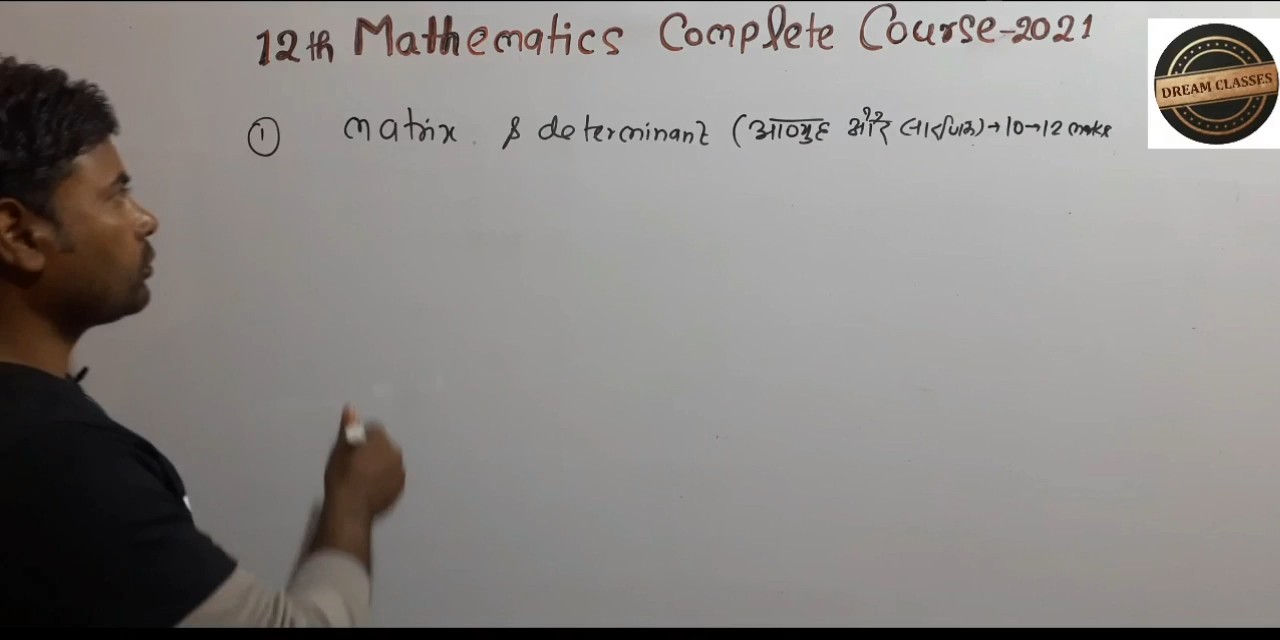 12th Mathematics Complete Course-2021
① matrix & determinant (आव्युह और सारणिक) → 10 → 12 marks
DREAM CLASSES